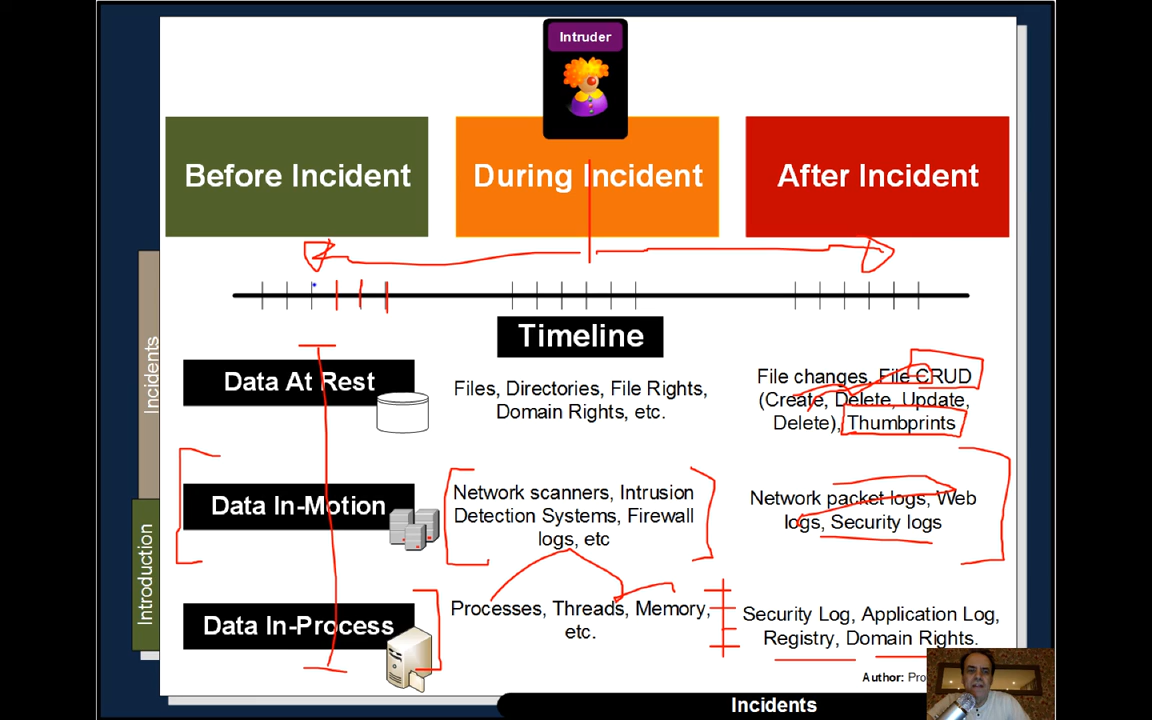 Intruder
Before Incident
During Incident
After Incident
Timeline
Data At Rest
Files, Directories, File Rights,
Domain Rights, etc.
File changes, File CRUD
(Create, Delete, Update,
Delete), Thumbprints
Data In-Motion
Network scanners, Intrusion
Detection Systems, Firewall
logs, etc
Network packet logs, Web
logs, Security logs
Data In-Process
Processes, Threads, Memory,
etc.
Security Log, Application Log,
Registry, Domain Rights.
Incidents
Introduction
Author: Pro
Incidents